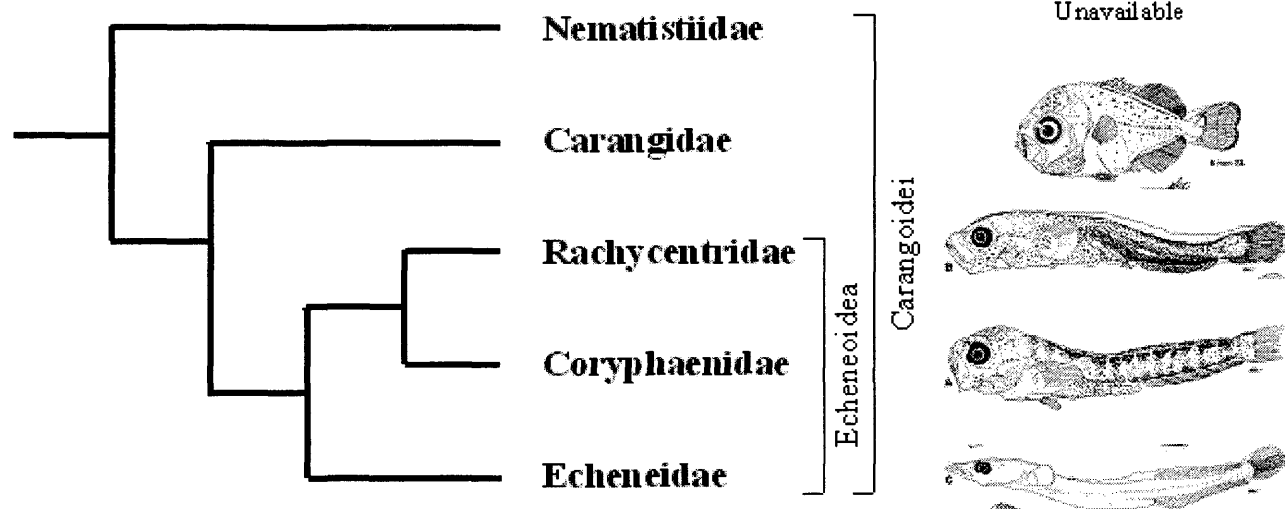 Unavailable
Nematistiidae
Carangidae
Rachycentridae
Coryphaenidae
Echeneidae
Echeneoidea
Carangoidei
B
A
C